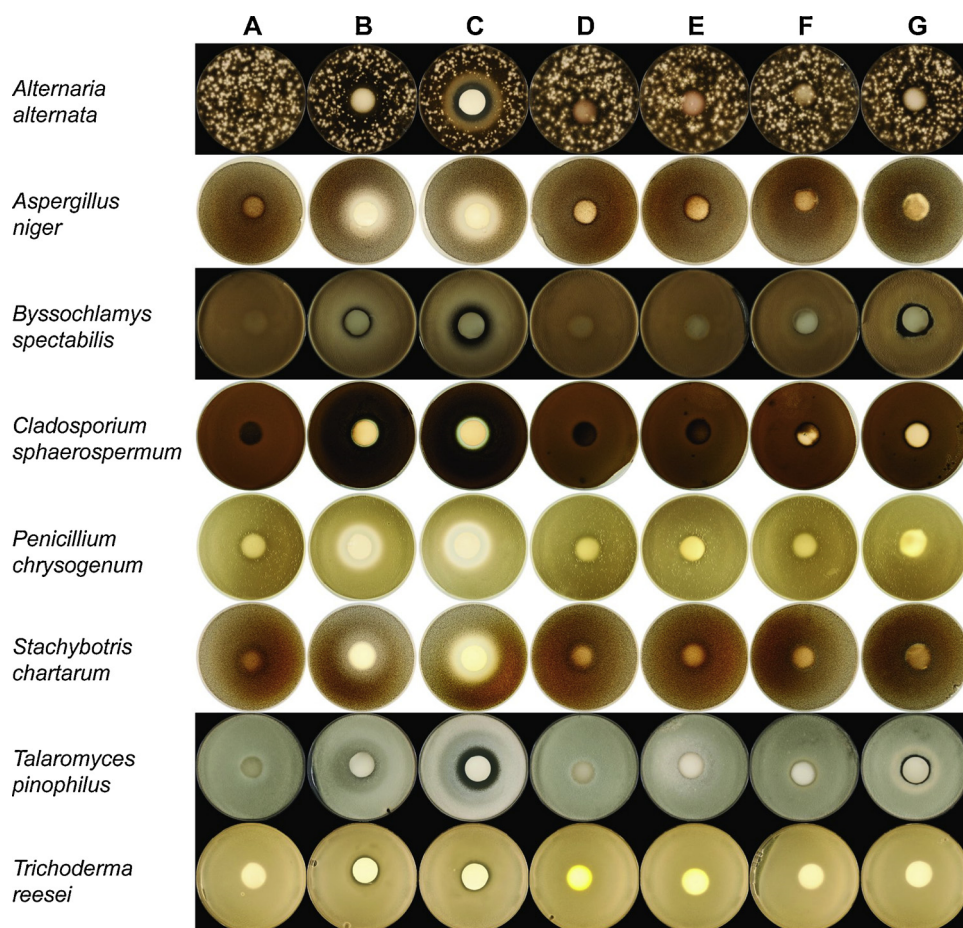 A B C D E F G
Alternaria
alternata
Aspergillus
niger
Byssochlamys
spectabilis
Cladosporium
sphaerospermum
Penicillium
chrysogenum
Stachybotris
chartarum
Talaromyces
pinophilus
Trichoderma
reesei